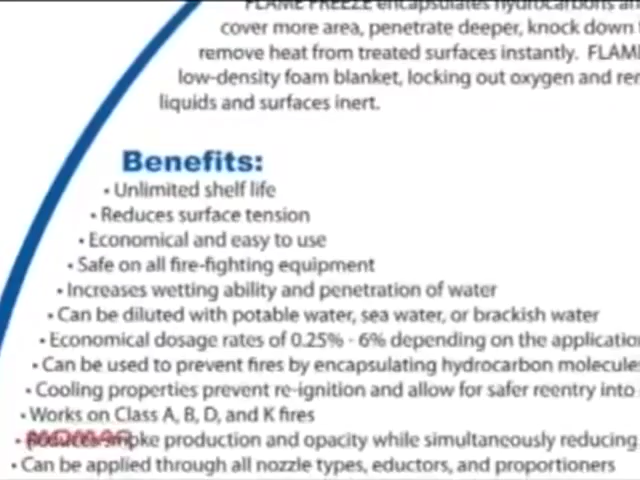 FLAME FREEZE encapsulates hydrocarbons
cover more area, penetrate deeper, knock down
remove heat from treated surfaces instantly. FLAM
low-density foam blanket, locking out oxygen and
liquids and surfaces inert.
Benefits:
• Unlimited shelf life
• Reduces surface tension
• Economical and easy to use
• Safe on all fire-fighting equipment
• Increases wetting ability and penetration of water
• Can be diluted with potable water, sea water, or brackish water
• Economical dosage rates of 0.25% - 6% depending on the applicatio
• Can be used to prevent fires by encapsulating hydrocarbon molecule
• Cooling properties prevent re-ignition and allow for safer reentry into
• Works on Class A, B, D, and K fires
• Reduces smoke production and opacity while simultaneously reducing
MOMAR
• Can be applied through all nozzle types, eductors, and proportioners